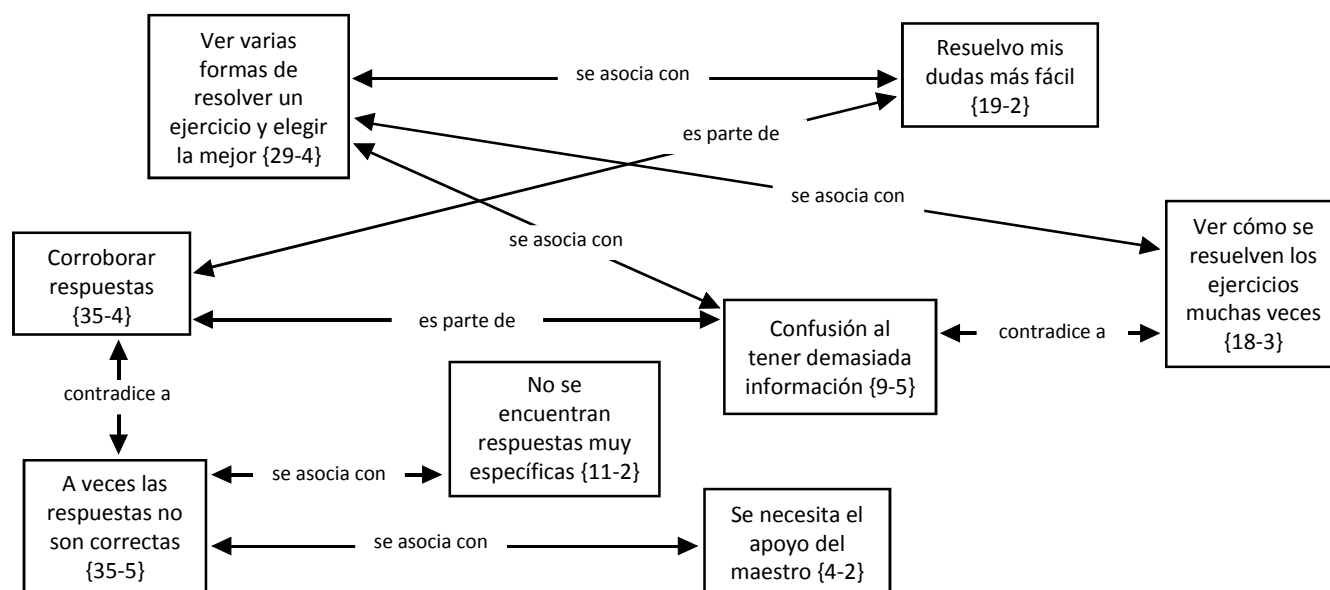 Ver varias
formas de
resolver un
ejercicio y elegir
la mejor {29-4}
se asocia con
Resuelvo mis
dudas más fácil
{19-2}
es parte de
se asocia con
Ver cómo se
resuelven los
ejercicios
muchas veces
{18-3}
se asocia con
Corroborar
respuestas
{35-4}
es parte de
Confusión al
tener demasiada
información {9-5}
contradice a
contradice a
No se
encuentran
respuestas muy
específicas {11-2}
se asocia con
A veces las
respuestas no
son correctas
{35-5}
se asocia con
Se necesita el
apoyo del
maestro {4-2}